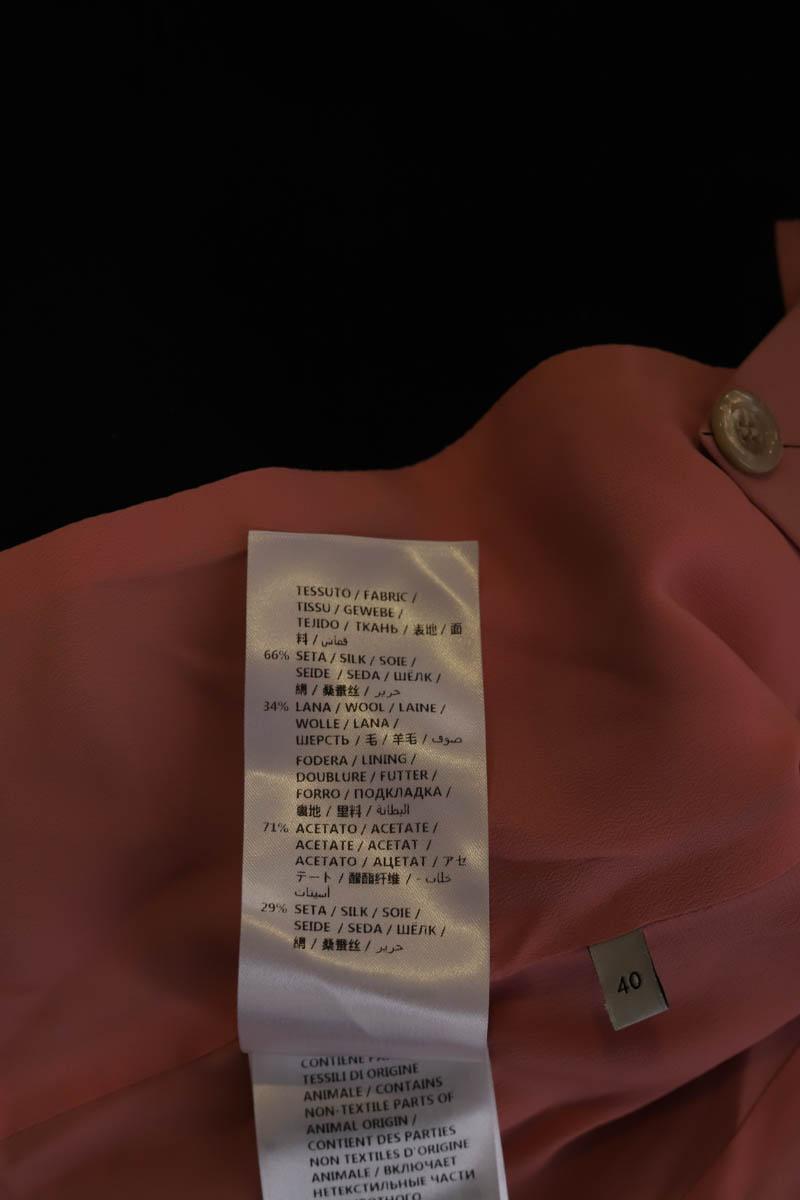 TESSUTO / FABRIC /
TISSU / GEWEBE /
TEJIDO / ТКАНЬ / 表地 / 面
料 / قماش
66% SETA / SILK / SOIE /
SEIDE / SEDA / ШЁЛК /
絹 / 桑蚕丝 / حرير
34% LANA / WOOL / LAINE /
WOLLE / LANA /
ШЕРСТЬ / 毛 / 羊毛 / صوف
FODERA / LINING /
DOUBLURE / FUTTER /
FORRO / ПОДКЛАДКА /
裏地 / 里料 / البطانة
71% ACETATO / ACETATE /
ACETATE / ACETAT /
ACETATO / АЦЕТАТ / アセ
テート / 醋酯纤维 / - خلات
أسيتات
29% SETA / SILK / SOIE /
SEIDE / SEDA / ШЁЛК /
絹 / 桑蚕丝 / حرير
40
CONTIENE
TESSILI DI ORIGINE
ANIMALE / CONTAINS
NON-TEXTILE PARTS OF
ANIMAL ORIGIN /
CONTIENT DES PARTIES
NON TEXTILES D'ORIGINE
ANIMALE / ВКЛЮЧАЕТ
НЕТЕКСТИЛЬНЫЕ ЧАСТИ